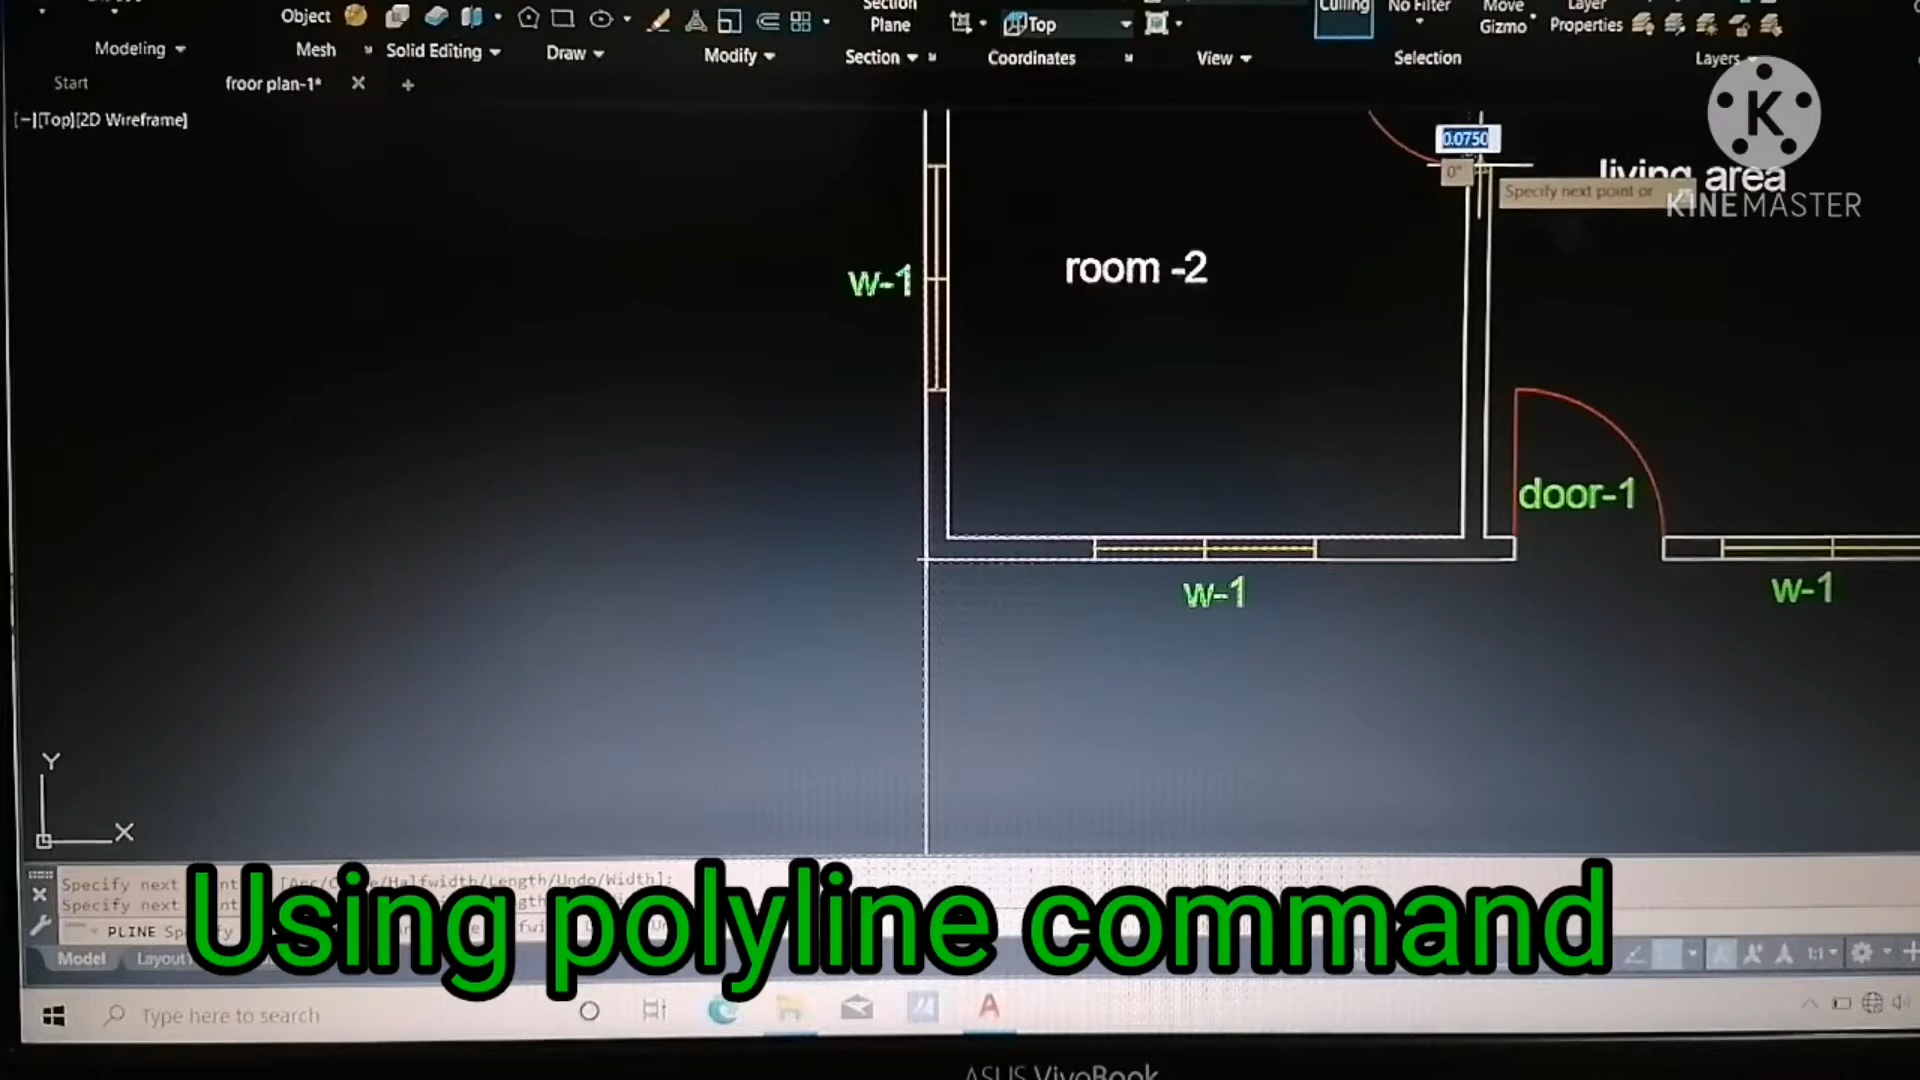 Section
Culling
No Filter
Move
Layer
Object
Plane
Top
Gizmo
Properties
Modeling
Mesh
Solid Editing
Draw
Modify
Section
Coordinates
View
Selection
Layers
Start
froor plan-1*
[−][Top][2D Wireframe]
K
KINEMASTER
0.0750
0°
Specify next point or
living area
w-1
room -2
door-1
w-1
w-1
Y
X
Specify next
Specify next
PLINE
Using polyline command
Model
1:1
Type here to search
ASUS VivoBook